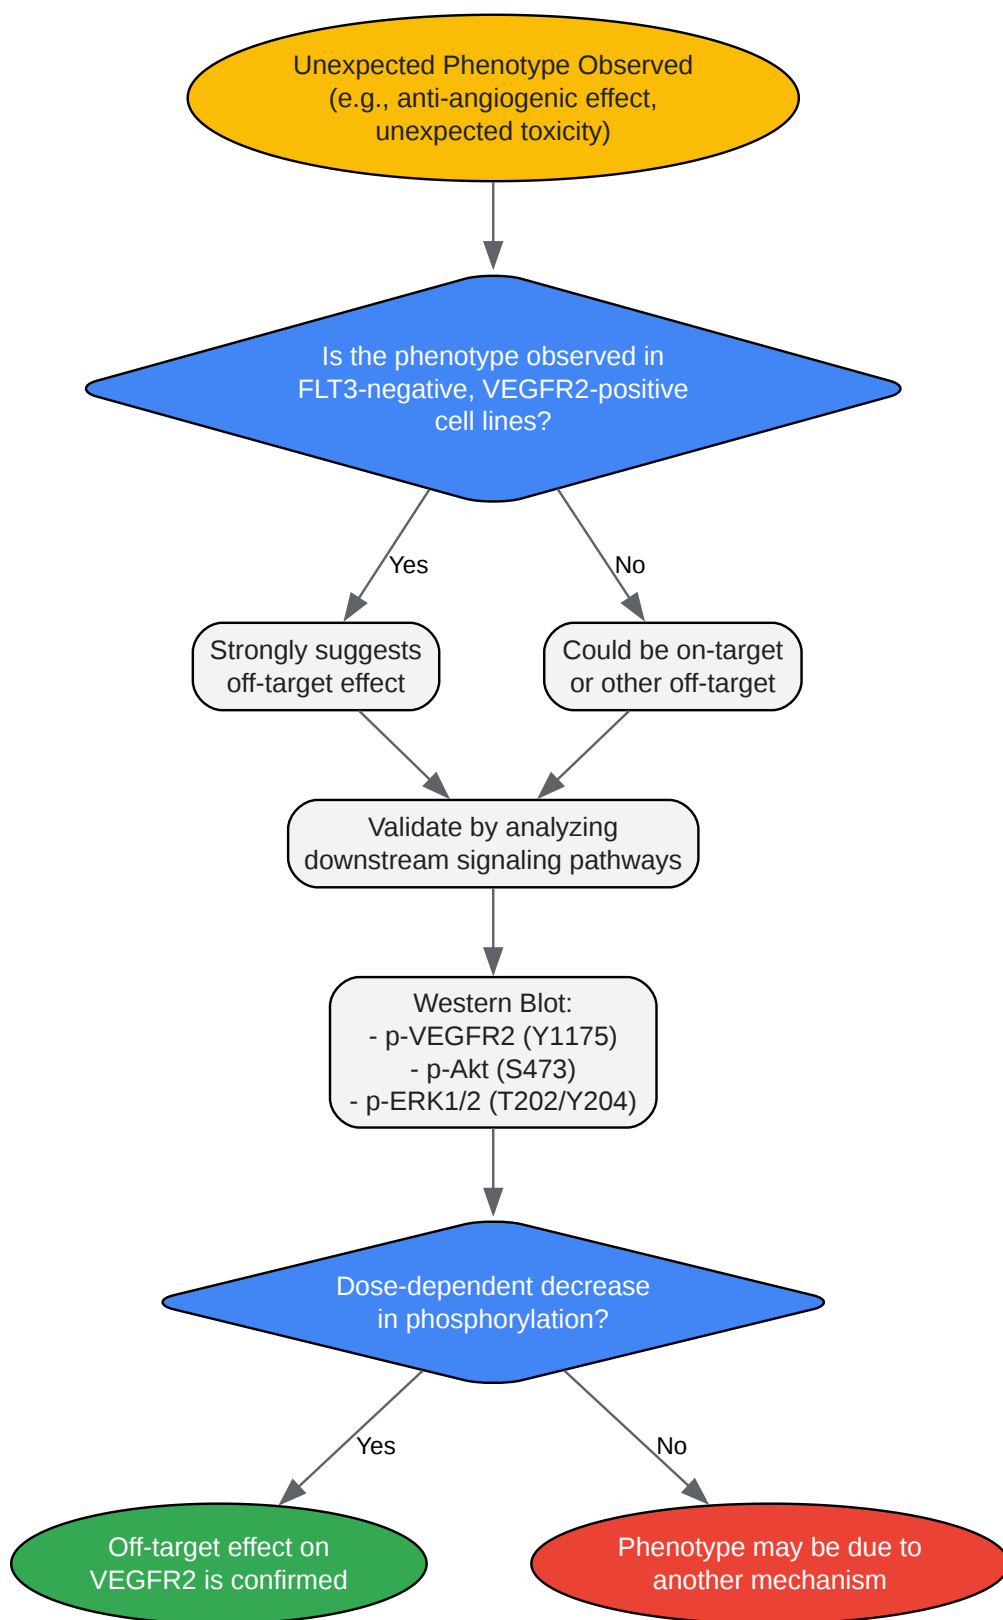 Unexpected Phenotype Observed
(e.g., anti-angiogenic effect,
unexpected toxicity)
Is the phenotype observed in
FLT3-negative, VEGFR2-positive
cell lines?
Yes
No
Strongly suggests
off-target effect
Could be on-target
or other off-target
Validate by analyzing
downstream signaling pathways
Western Blot:
- p-VEGFR2 (Y1175)
- p-Akt (S473)
- p-ERK1/2 (T202/Y204)
Dose-dependent decrease
in phosphorylation?
Yes
No
Off-target effect on
VEGFR2 is confirmed
Phenotype may be due to
another mechanism